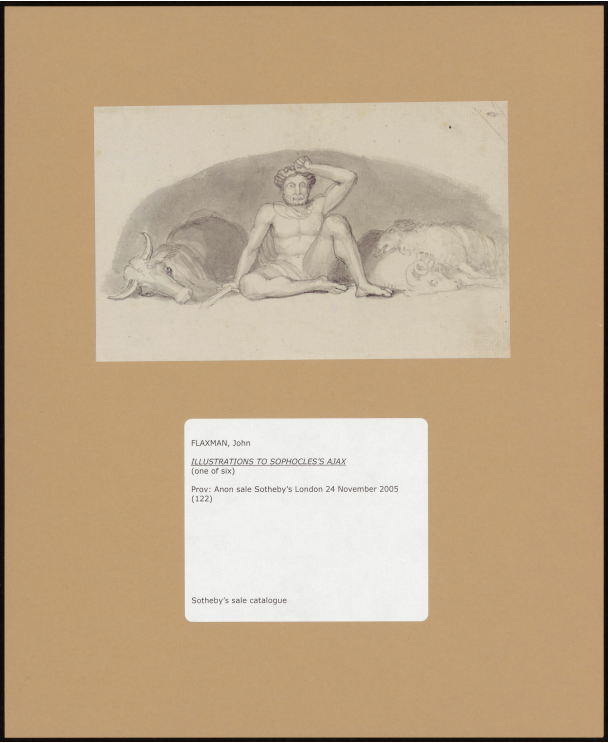 FLAXMAN, John
ILLUSTRATIONS TO SOPHOCLES'S AJAX
(one of six)
Prov: Anon sale Sotheby's London 24 November 2005
(122)
Sotheby's sale catalogue